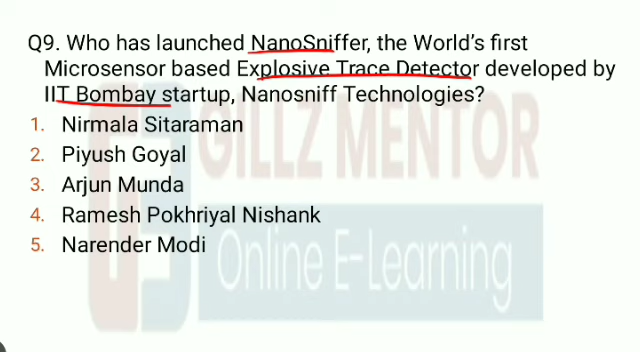 Q9. Who has launched NanoSniffer, the World's first
Microsensor based Explosive Trace Detector developed by
IIT Bombay startup, Nanosniff Technologies?
1. Nirmala Sitaraman
2. Piyush Goyal
3. Arjun Munda
4. Ramesh Pokhriyal Nishank
5. Narender Modi
GILLZ MENTOR
Online E-Learning